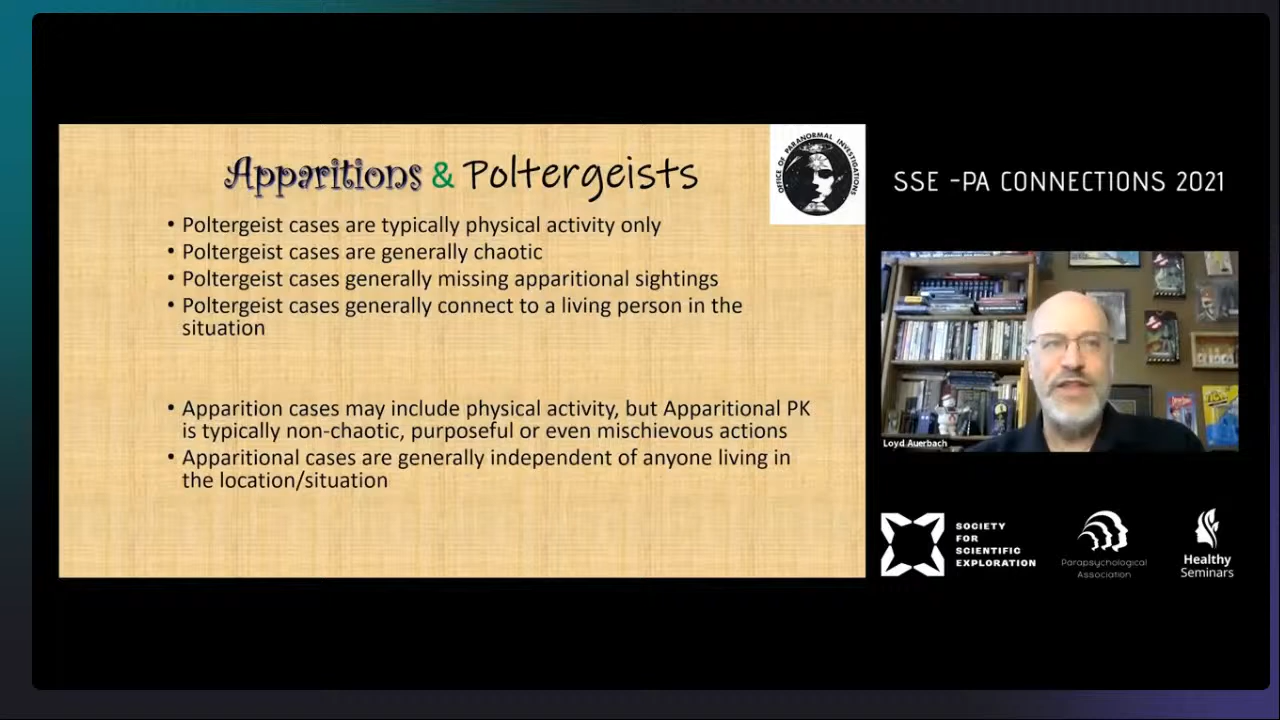 Apparitions & Poltergeists
OFFICE OF PARANORMAL INVESTIGATIONS
• Poltergeist cases are typically physical activity only
• Poltergeist cases are generally chaotic
• Poltergeist cases generally missing apparitional sightings
• Poltergeist cases generally connect to a living person in the
situation
• Apparition cases may include physical activity, but Apparitional PK
is typically non-chaotic, purposeful or even mischievous actions
• Apparitional cases are generally independent of anyone living in
the location/situation
SSE -PA CONNECTIONS 2021
Loyd Auerbach
SOCIETY
FOR
SCIENTIFIC
EXPLORATION
Parapsychological
Association
Healthy
Seminars